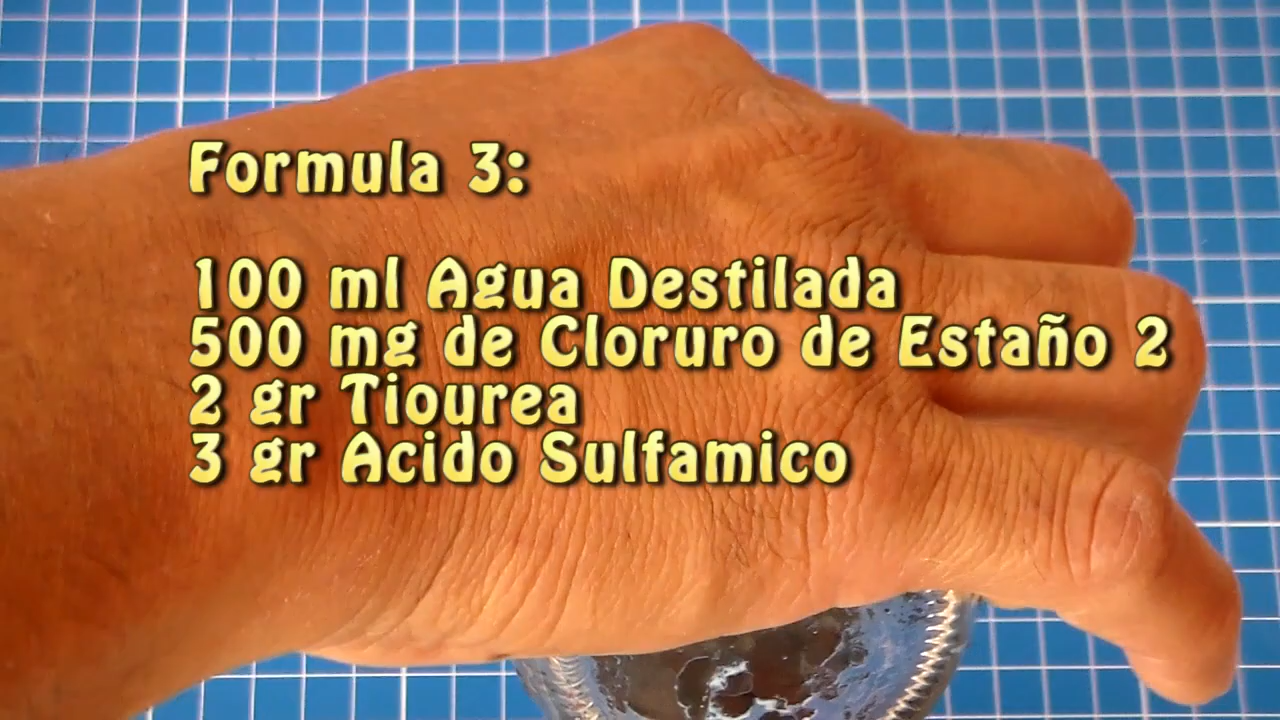 Formula 3:
100 ml Agua Destilada
500 mg de Cloruro de Estaño 2
2 gr Tiourea
3 gr Acido Sulfamico